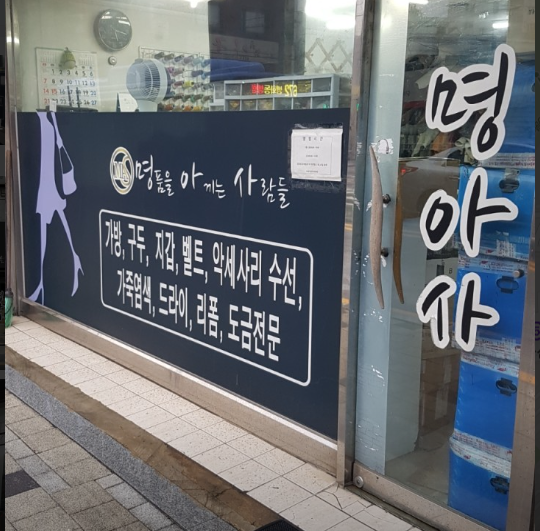 명품을 아끼는 사람들
가방, 구두, 지갑, 벨트, 악세사리 수선,
가죽염색, 드라이, 리폼, 도금전문
명
아
사